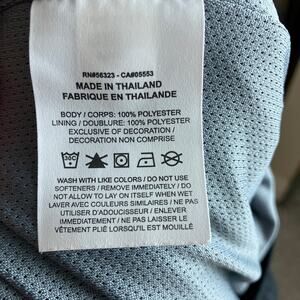 RN#56323 - CA#05553
MADE IN THAILAND
FABRIQUE EN THAILANDE
BODY / CORPS: 100% POLYESTER
LINING / DOUBLURE: 100% POLYESTER
EXCLUSIVE OF DECORATION /
DECORATION NON COMPRISE
WASH WITH LIKE COLORS / DO NOT USE
SOFTENERS / REMOVE IMMEDIATELY / DO
NOT ALLOW TO LAY ON ITSELF WHEN WET
LAVER AVEC COULEURS SIMILAIRES / NE PAS
UTILISER D'ADOUCISSEUR / ENLEVER
IMMEDIATEMENT / NE PAS LAISSER LE
VÊTEMENT PLIÉ LORSQU'IL EST MOUILLÉ